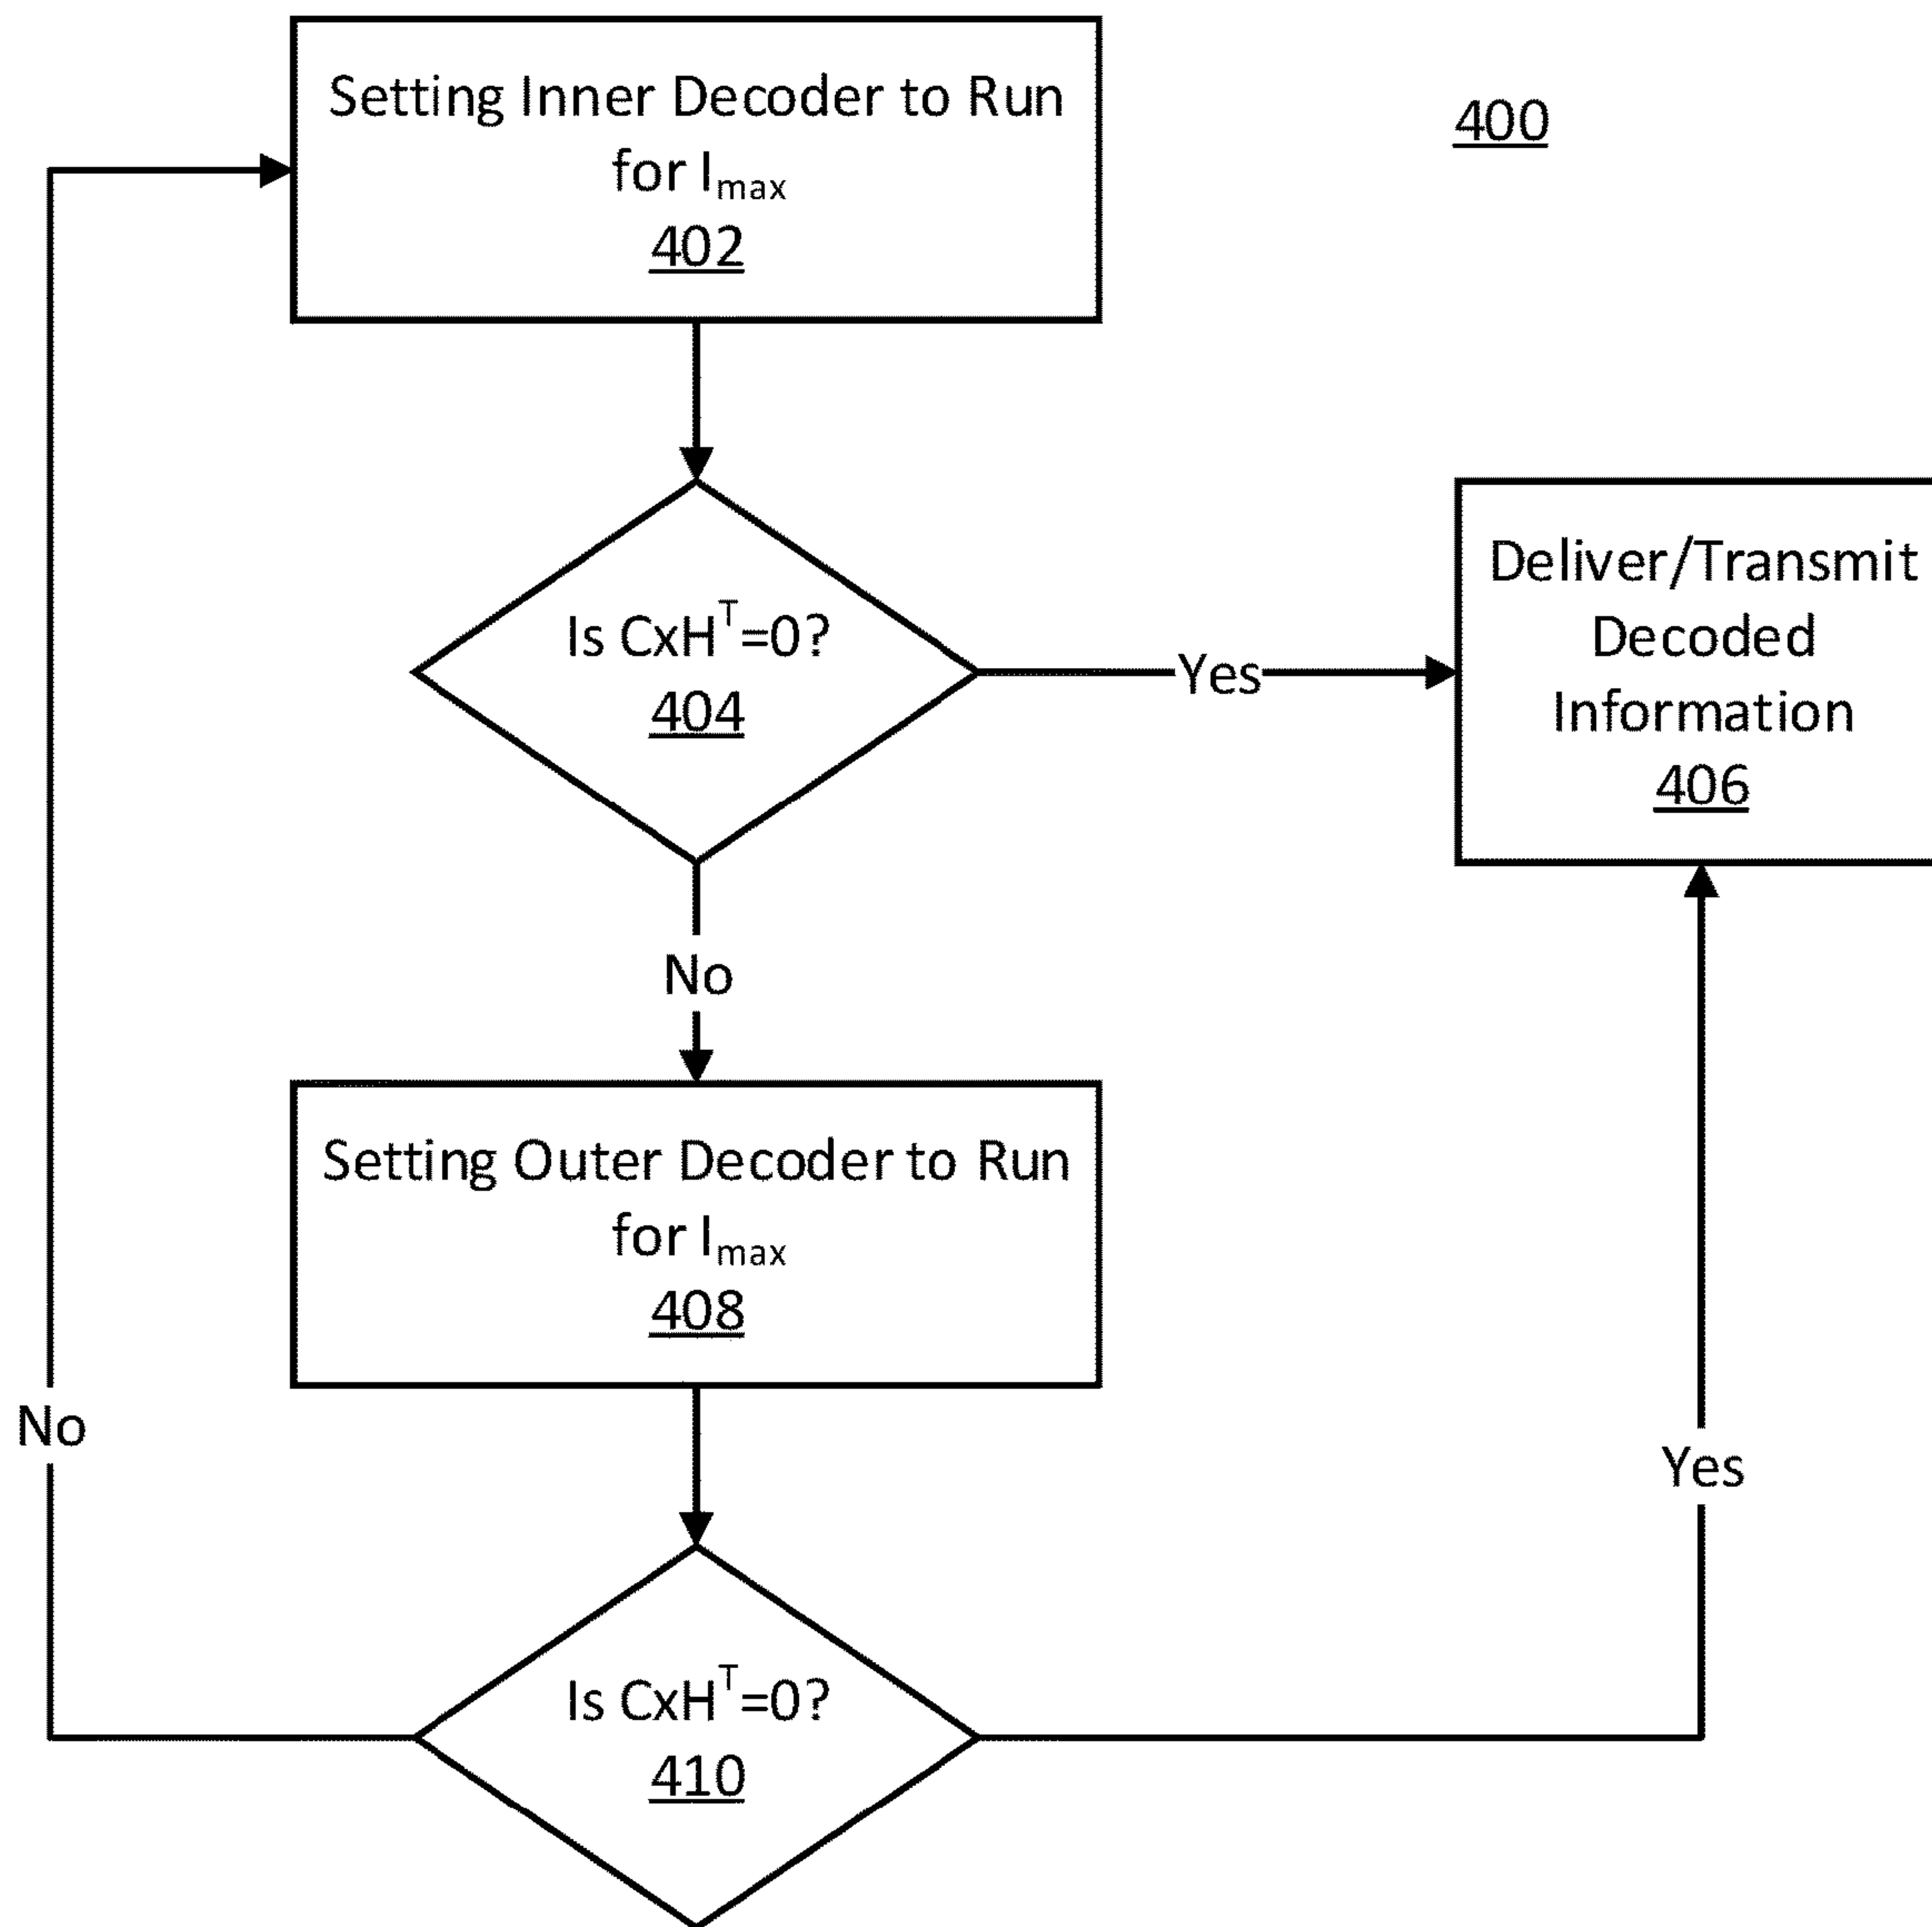 Setting Inner Decoder to Run
for Imax
402
400
Is CxH^T=0?
404
Yes
Deliver/Transmit
Decoded
Information
406
No
Setting Outer Decoder to Run
for Imax
408
No
Yes
Is CxH^T=0?
410